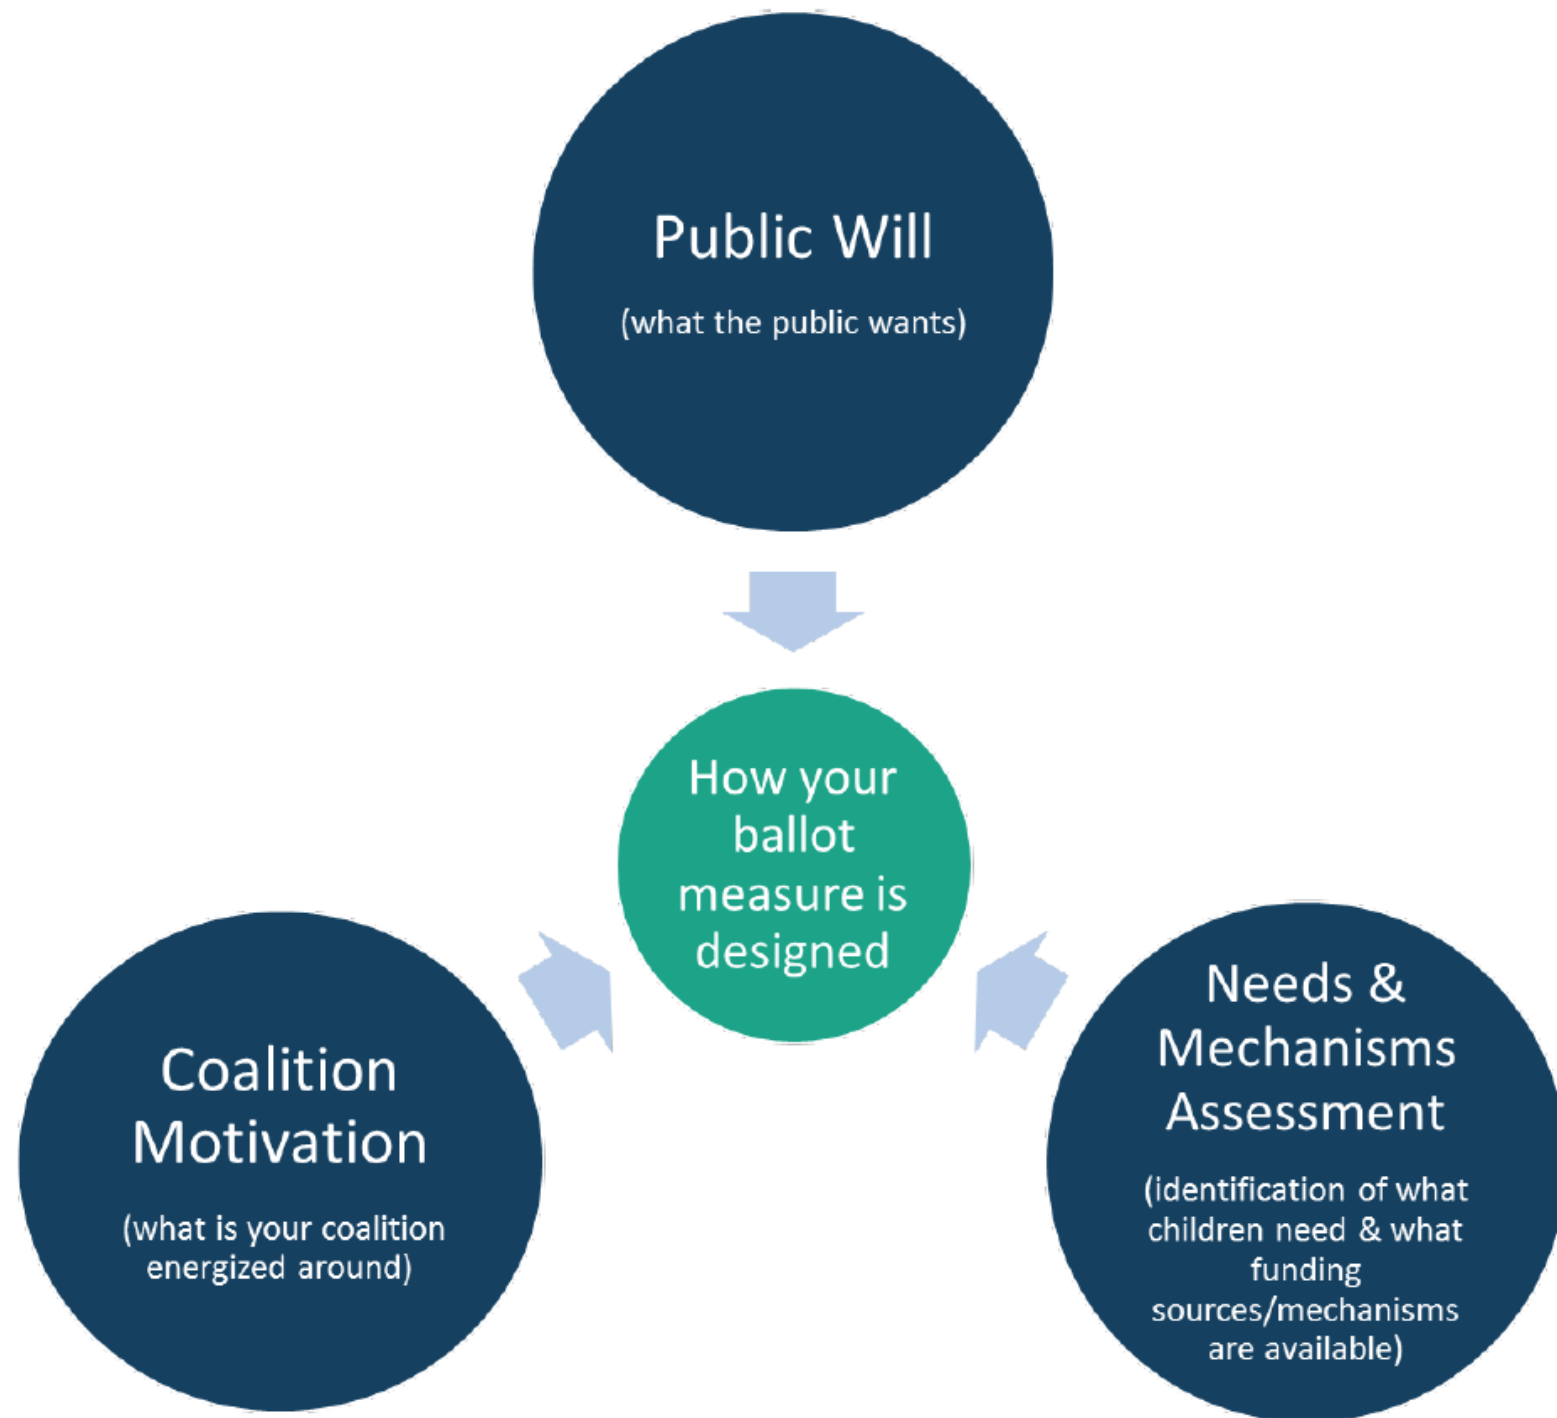 Public Will
(what the public wants)
How your
ballot
measure is
designed
Coalition
Motivation
(what is your coalition
energized around)
Needs &
Mechanisms
Assessment
(identification of what
children need & what
funding
sources/mechanisms
are available)